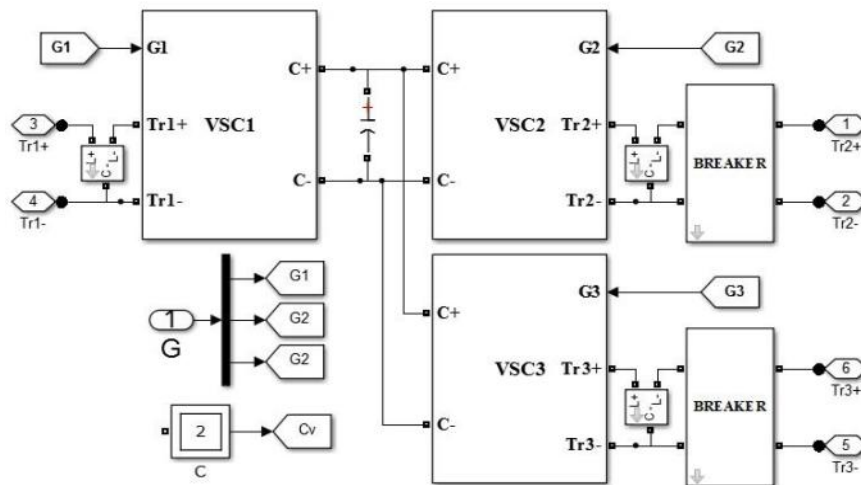 G1
G1
C+
G2
G2
C+
3
Tr1+
Tr1+
VSC1
VSC2
Tr2+
BREAKER
1
Tr2+
L+
C-
L-
L+
C-
L-
4
Tr1-
Tr1-
C-
C-
Tr2-
2
Tr2-
G1
1
G
G2
G2
C+
G3
G3
VSC3
Tr3+
BREAKER
6
Tr3+
L+
C-
L-
2
C
Cv
C-
Tr3-
5
Tr3-